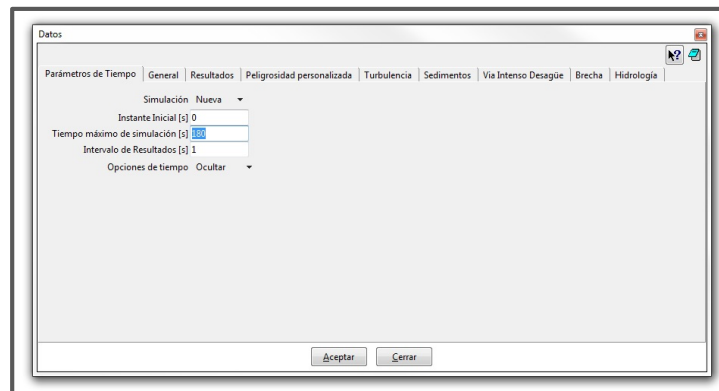 Datos
Parámetros de Tiempo General Resultados Peligrosidad personalizada Turbulencia Sedimentos Via Intenso Desagüe Brecha Hidrología
Simulación Nueva
Instante Inicial [s] 0
Tiempo máximo de simulación [s] 180
Intervalo de Resultados [s] 1
Opciones de tiempo Ocultar
Aceptar Cerrar